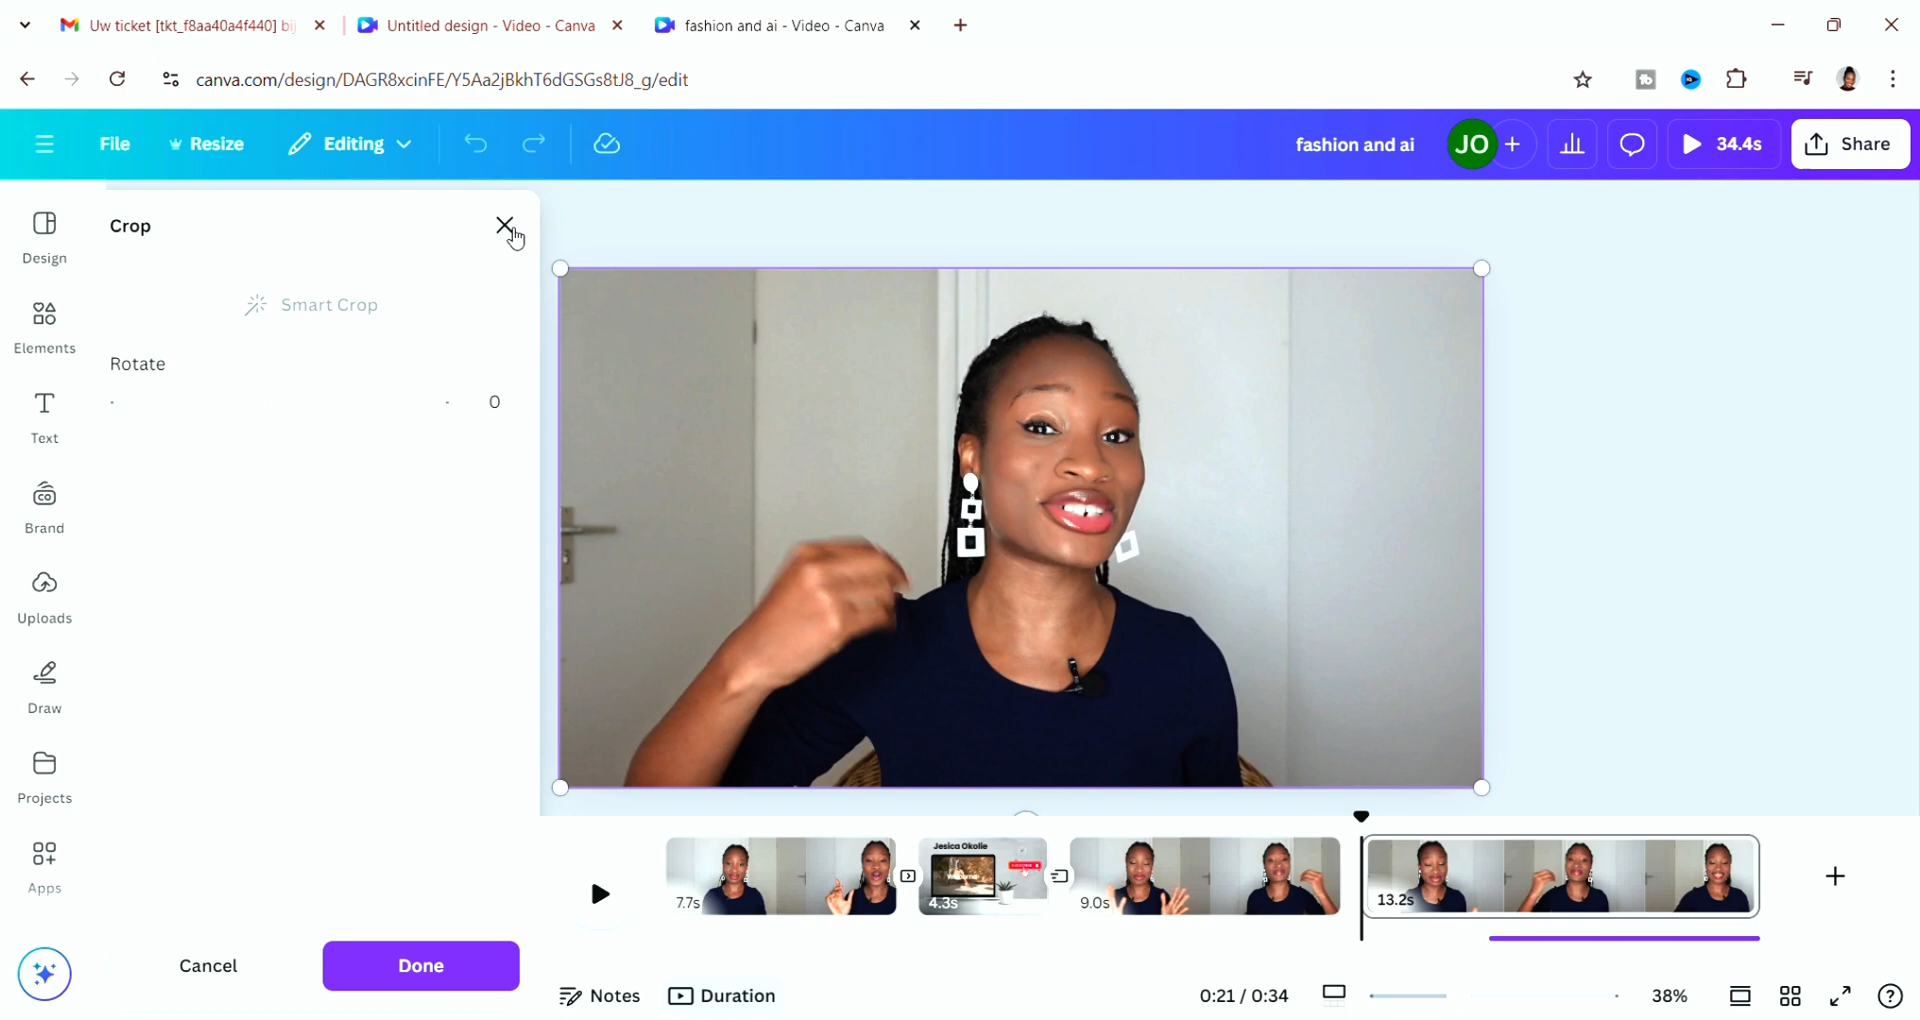 Uw ticket [tkt_f8aa40a4f440] bij
Untitled design - Video - Canva
fashion and ai - Video - Canva
canva.com/design/DAGR8xcinFE/Y5Aa2jBkhT6dGSGs8tJ8_g/edit
File
Resize
Editing
fashion and ai
JO
34.4s
Share
Design
Elements
Text
Brand
Uploads
Draw
Projects
Apps
Crop
Smart Crop
Rotate
0
Cancel
Done
Jesica Okolie
7.7s
4.3s
9.0s
13.2s
Notes
Duration
0:21 / 0:34
38%